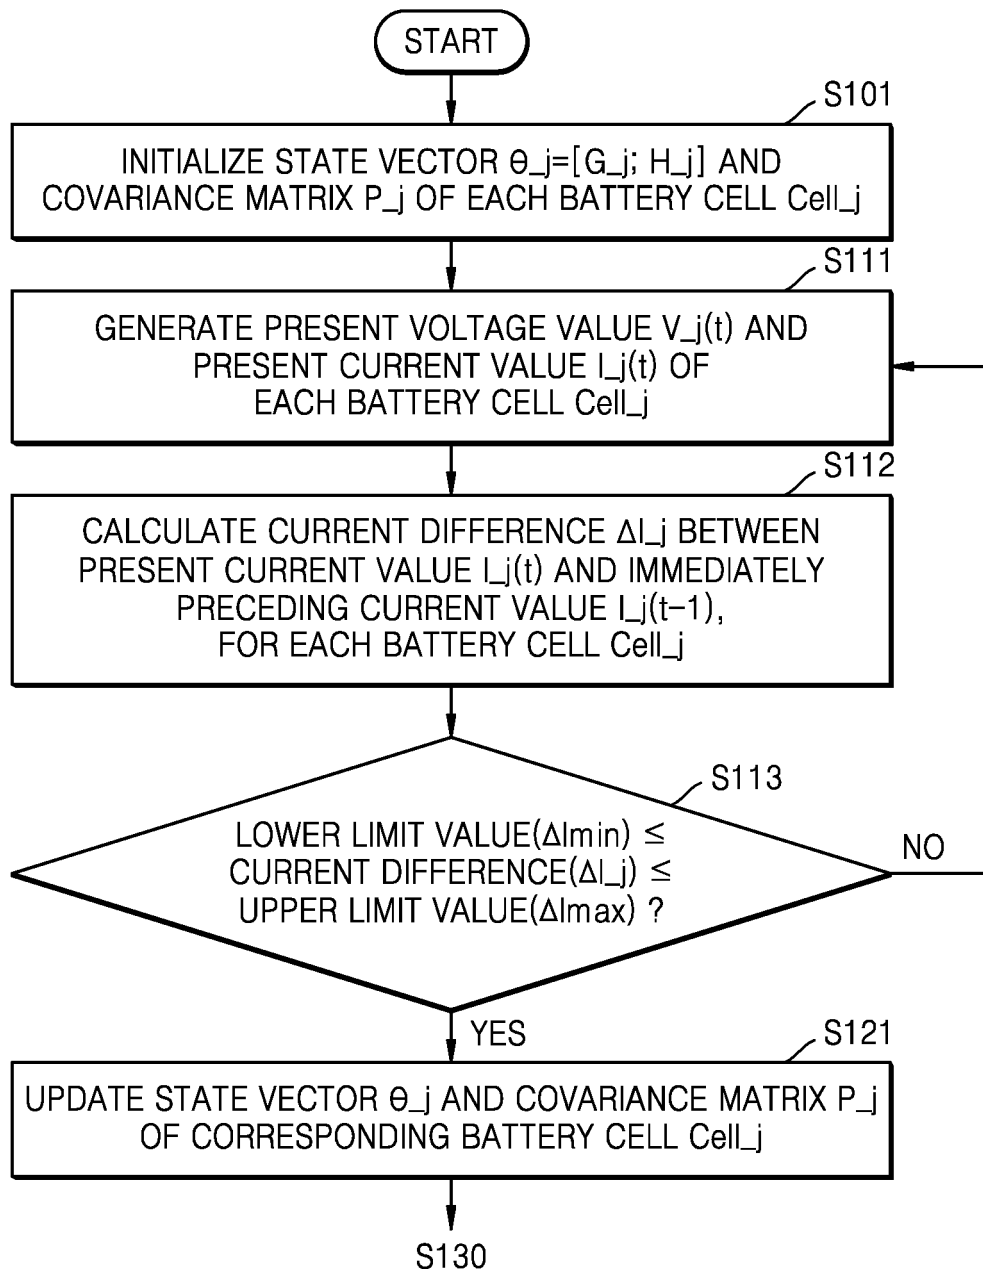 START
S101
INITIALIZE STATE VECTOR θ_j=[G_j; H_j] AND
COVARIANCE MATRIX P_j OF EACH BATTERY CELL Cell_j
S111
GENERATE PRESENT VOLTAGE VALUE V_j(t) AND
PRESENT CURRENT VALUE I_j(t) OF
EACH BATTERY CELL Cell_j
S112
CALCULATE CURRENT DIFFERENCE ΔI_j BETWEEN
PRESENT CURRENT VALUE I_j(t) AND IMMEDIATELY
PRECEDING CURRENT VALUE I_j(t-1),
FOR EACH BATTERY CELL Cell_j
S113
LOWER LIMIT VALUE(ΔImin) ≤
CURRENT DIFFERENCE(ΔI_j) ≤
UPPER LIMIT VALUE(ΔImax) ?
NO
YES
S121
UPDATE STATE VECTOR θ_j AND COVARIANCE MATRIX P_j
OF CORRESPONDING BATTERY CELL Cell_j
S130